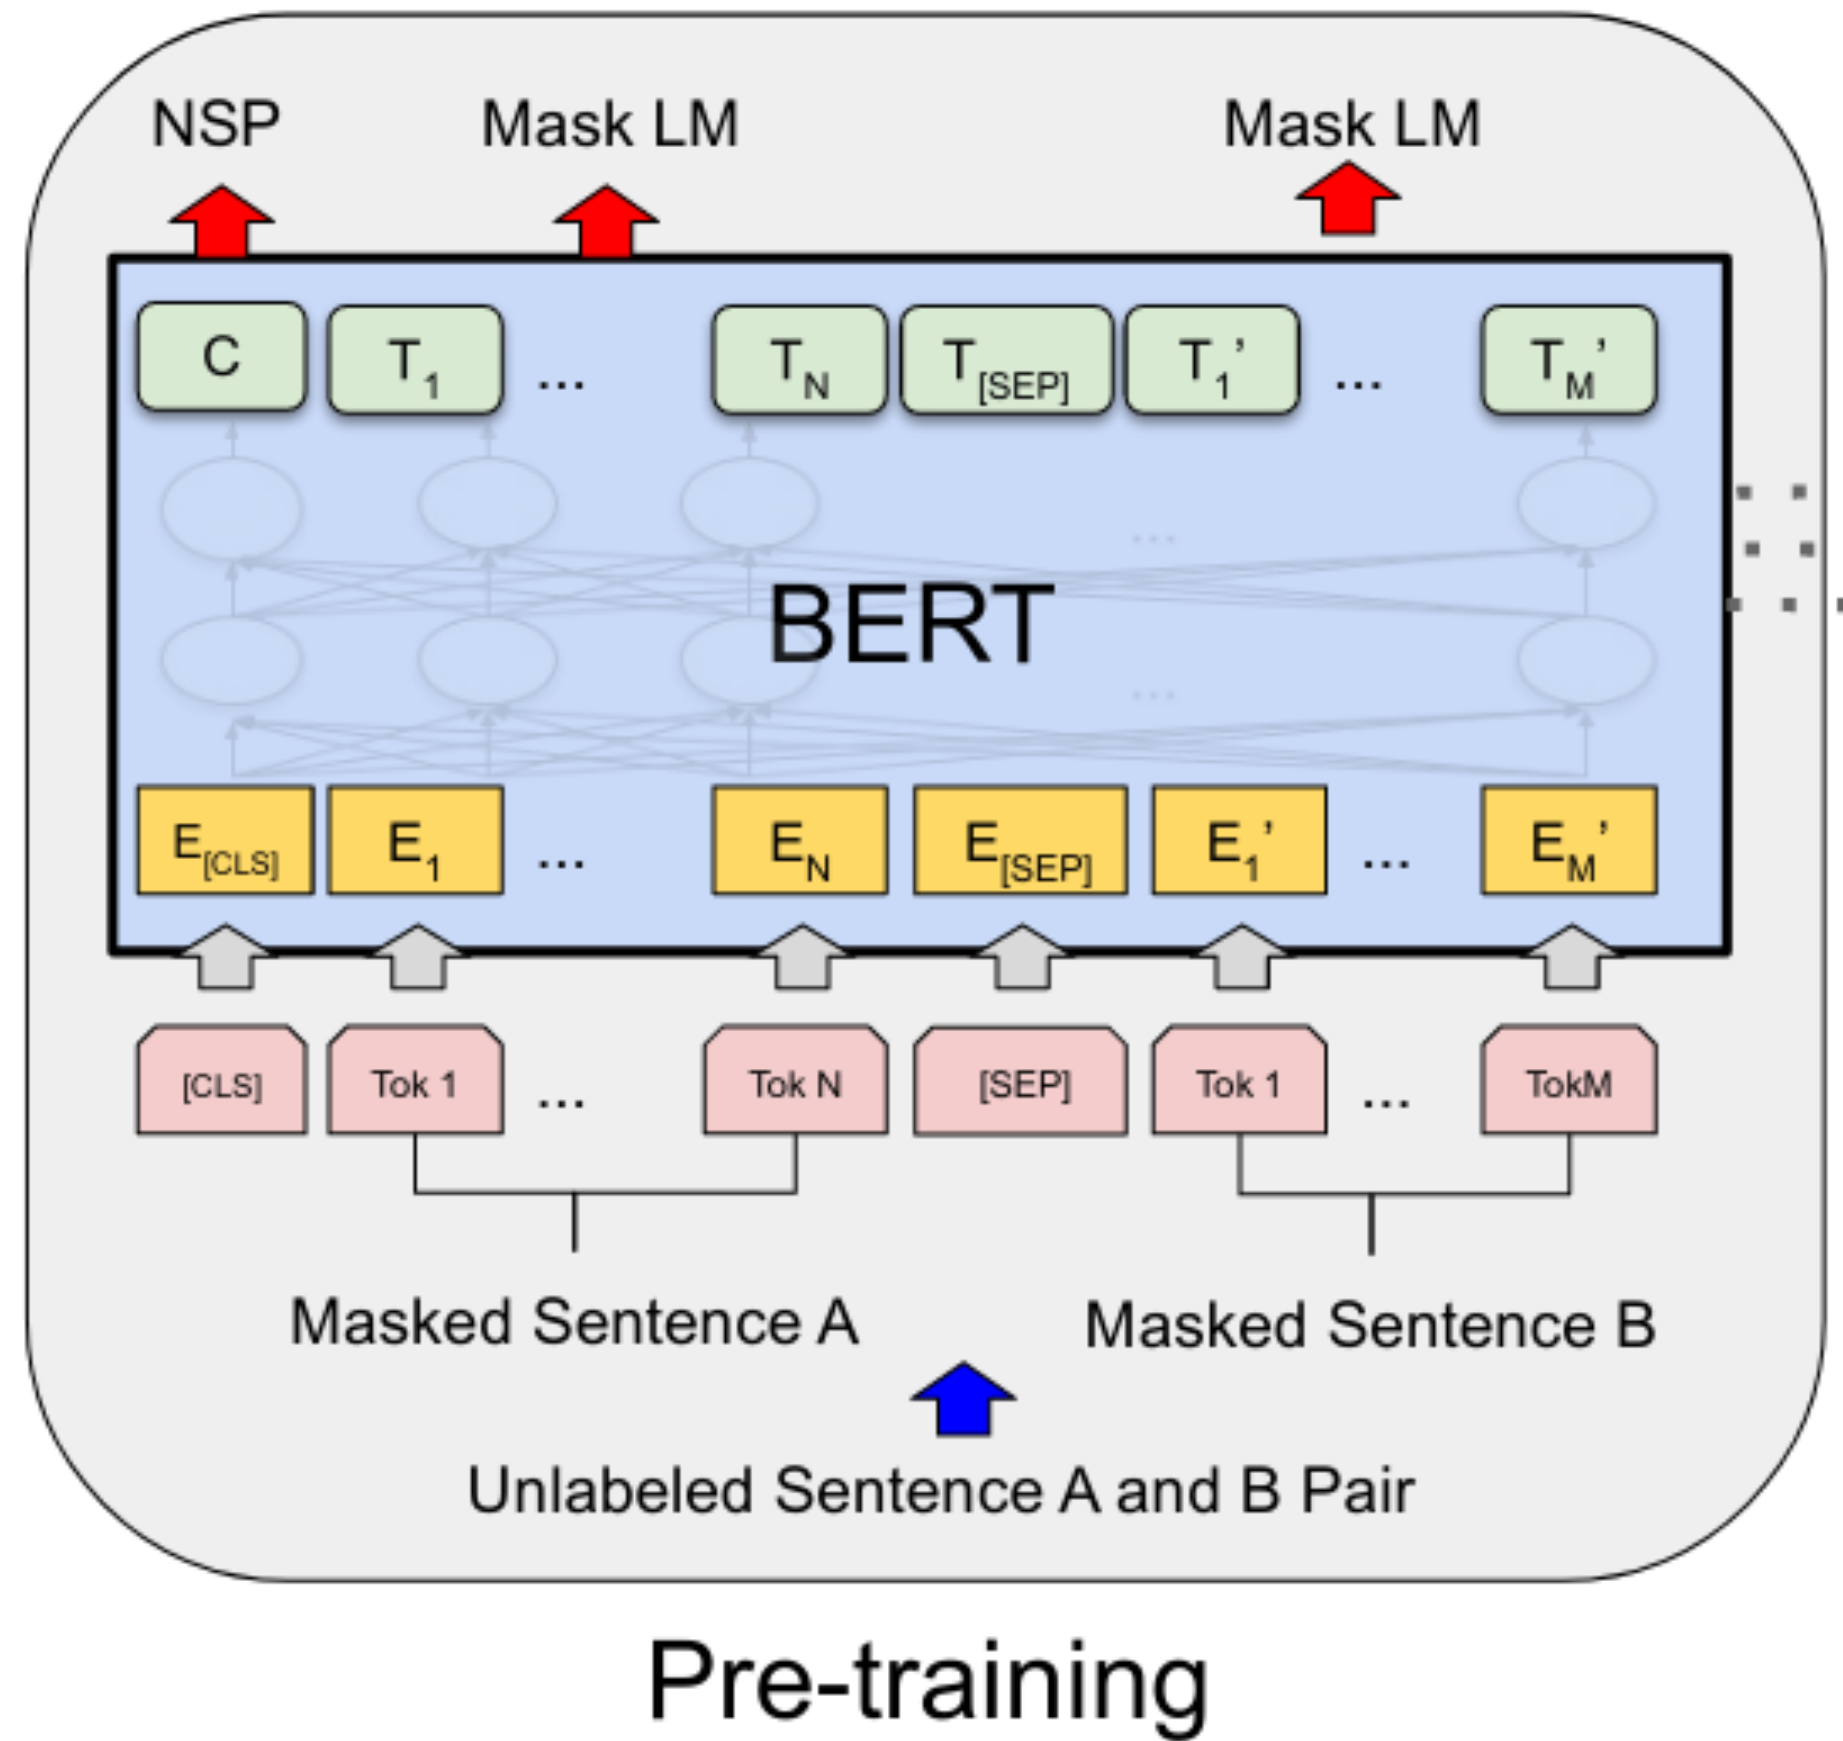 NSP Mask LM Mask LM
C T1 ... TN T[SEP] T1’ ... TM’
...
BERT
...
E[CLS] E1 ... EN E[SEP] E1’ ... EM’
[CLS] Tok 1 ... Tok N [SEP] Tok 1 ... TokM
Masked Sentence A Masked Sentence B
Unlabeled Sentence A and B Pair
Pre-training